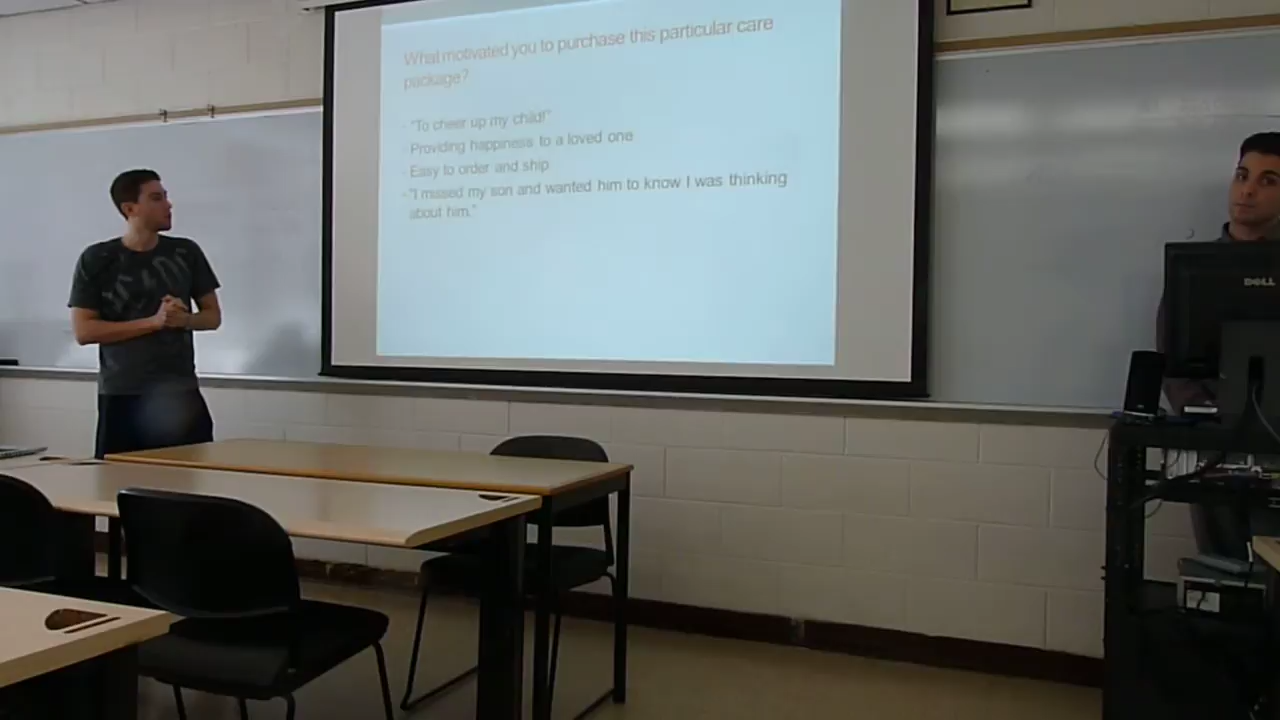 What motivated you to purchase this particular care
package?
- "To cheer up my child!"
- Providing happiness to a loved one
- Easy to order and ship
- "I missed my son and wanted him to know I was thinking
about him."
DELL